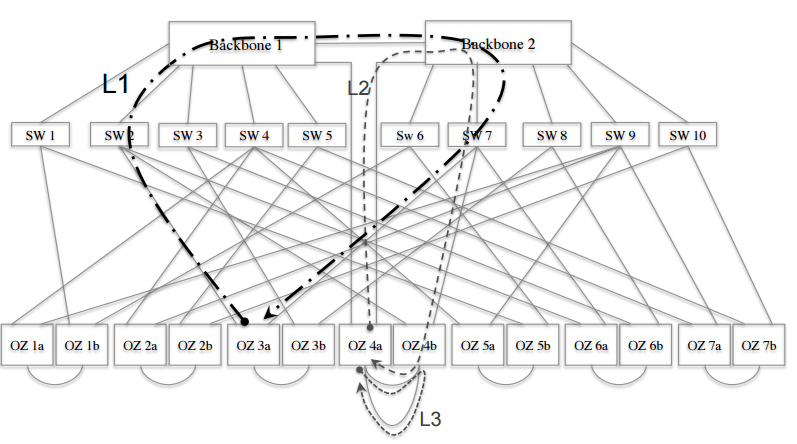 Backbone 1
Backbone 2
L1
L2
SW 1
SW 2
SW 3
SW 4
SW 5
Sw 6
SW 7
SW 8
SW 9
SW 10
OZ 1a
OZ 1b
OZ 2a
OZ 2b
OZ 3a
OZ 3b
OZ 4a
OZ 4b
OZ 5a
OZ 5b
OZ 6a
OZ 6b
OZ 7a
OZ 7b
L3